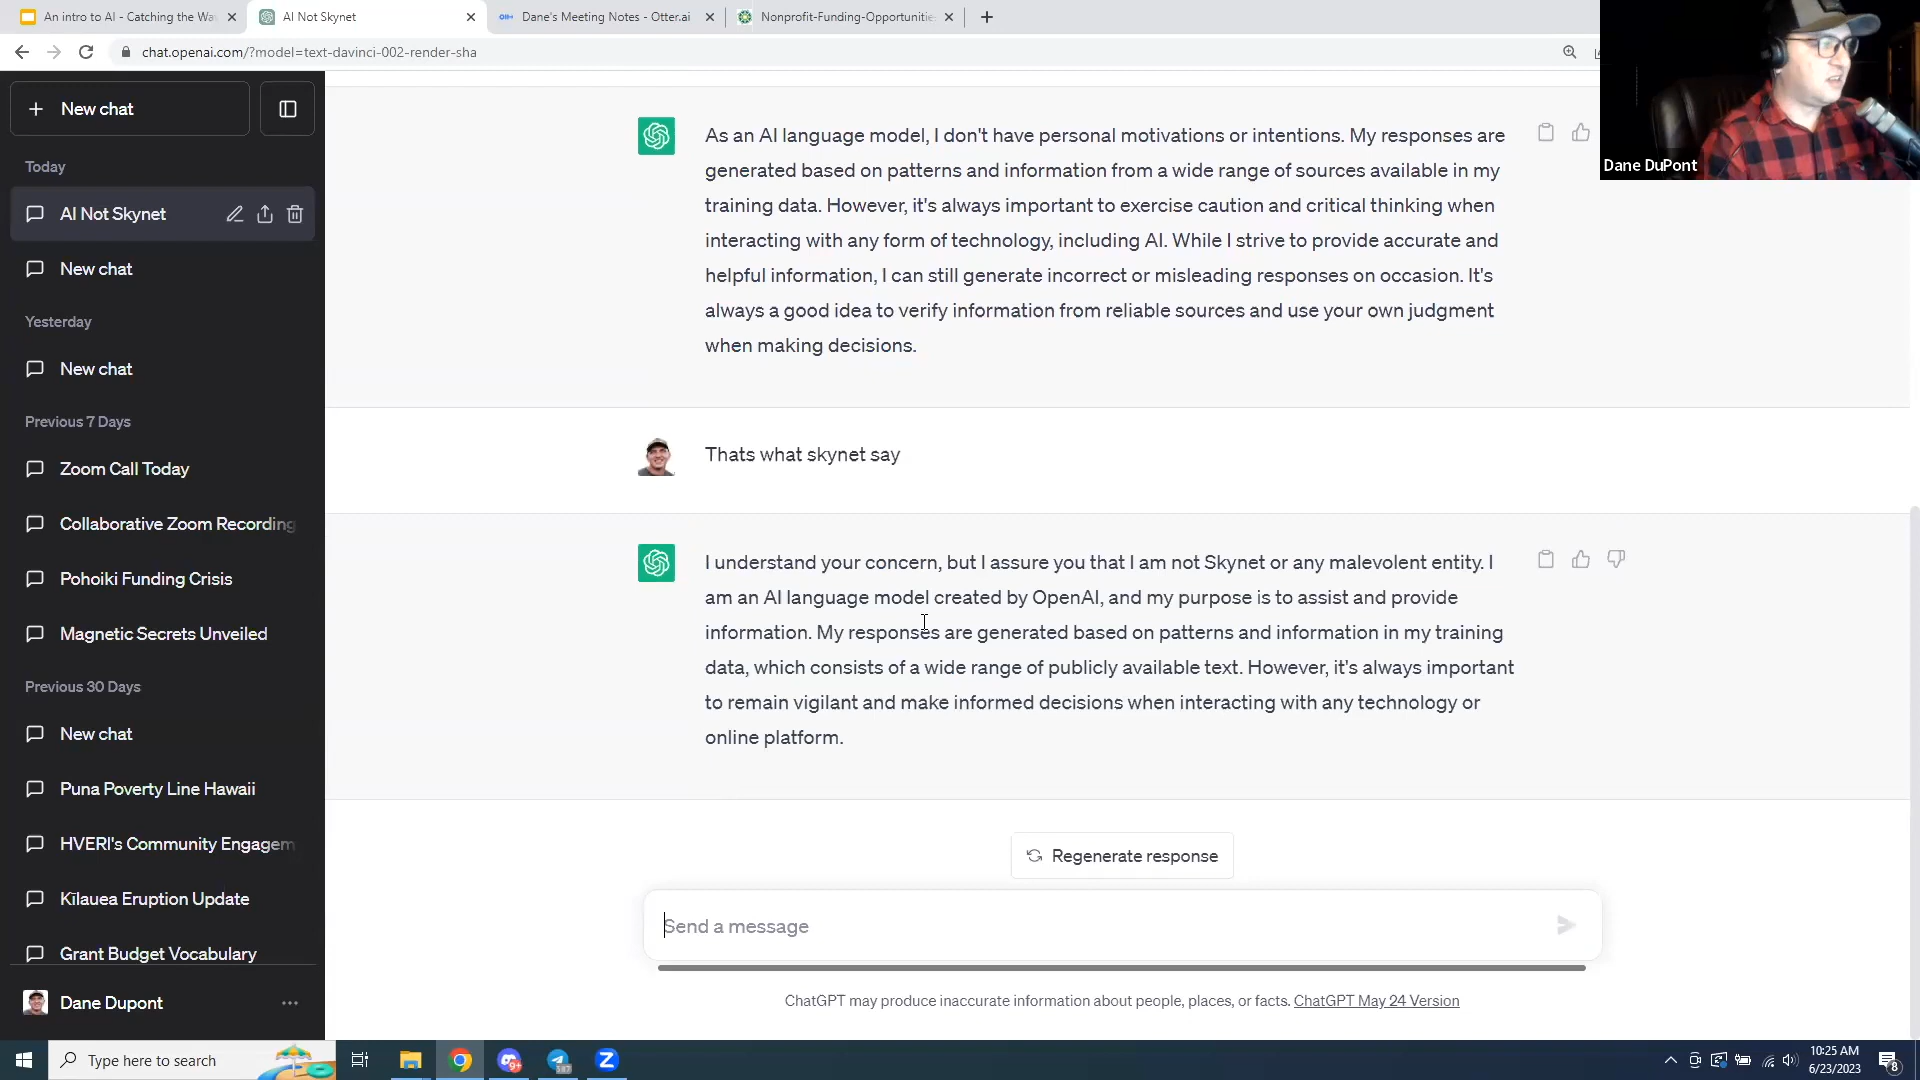 An intro to AI - Catching the Wa
AI Not Skynet
Dane's Meeting Notes - Otter.ai
Nonprofit-Funding-Opportunitie
chat.openai.com/?model=text-davinci-002-render-sha
Dane DuPont
New chat
Today
AI Not Skynet
New chat
Yesterday
New chat
Previous 7 Days
Zoom Call Today
Collaborative Zoom Recording
Pohoiki Funding Crisis
Magnetic Secrets Unveiled
Previous 30 Days
New chat
Puna Poverty Line Hawaii
HVERI's Community Engagem
Kīlauea Eruption Update
Grant Budget Vocabulary
Dane Dupont
As an AI language model, I don't have personal motivations or intentions. My responses are
generated based on patterns and information from a wide range of sources available in my
training data. However, it's always important to exercise caution and critical thinking when
interacting with any form of technology, including AI. While I strive to provide accurate and
helpful information, I can still generate incorrect or misleading responses on occasion. It's
always a good idea to verify information from reliable sources and use your own judgment
when making decisions.
Thats what skynet say
I understand your concern, but I assure you that I am not Skynet or any malevolent entity. I
am an AI language model created by OpenAI, and my purpose is to assist and provide
information. My responses are generated based on patterns and information in my training
data, which consists of a wide range of publicly available text. However, it's always important
to remain vigilant and make informed decisions when interacting with any technology or
online platform.
Regenerate response
Send a message
ChatGPT may produce inaccurate information about people, places, or facts. ChatGPT May 24 Version
Type here to search
9+
587
10:25 AM
6/23/2023
8